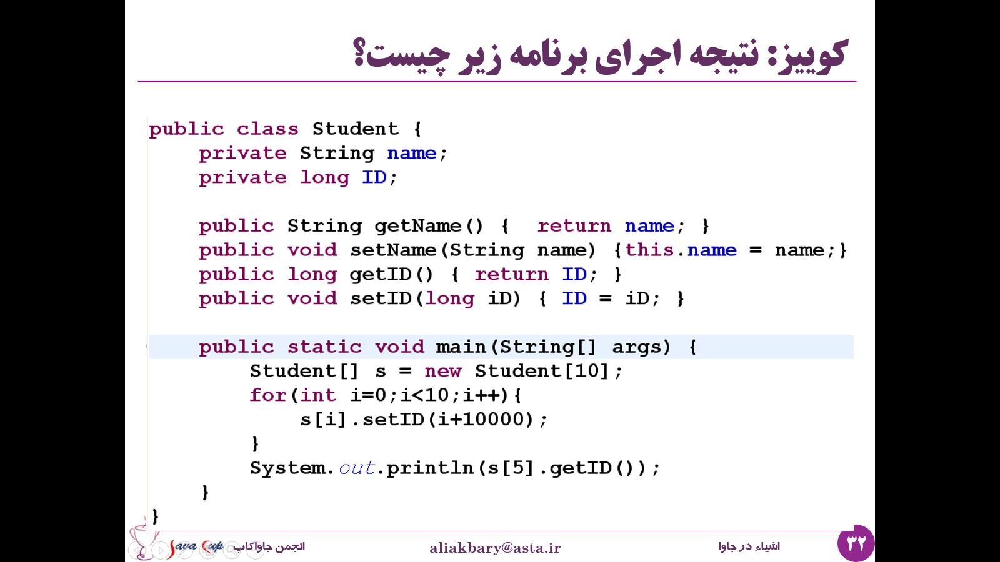 کوییز: نتیجه اجرای برنامه زیر چیست؟
public class Student {
    private String name;
    private long ID;

    public String getName() {  return name; }
    public void setName(String name) {this.name = name;}
    public long getID() { return ID; }
    public void setID(long iD) { ID = iD; }

    public static void main(String[] args) {
        Student[] s = new Student[10];
        for(int i=0;i<10;i++){
            s[i].setID(i+10000);
        }
        System.out.println(s[5].getID());
    }
}
۳۲
اشیاء در جاوا
aliakbary@asta.ir
انجمن جاواکاپ
Java Cup